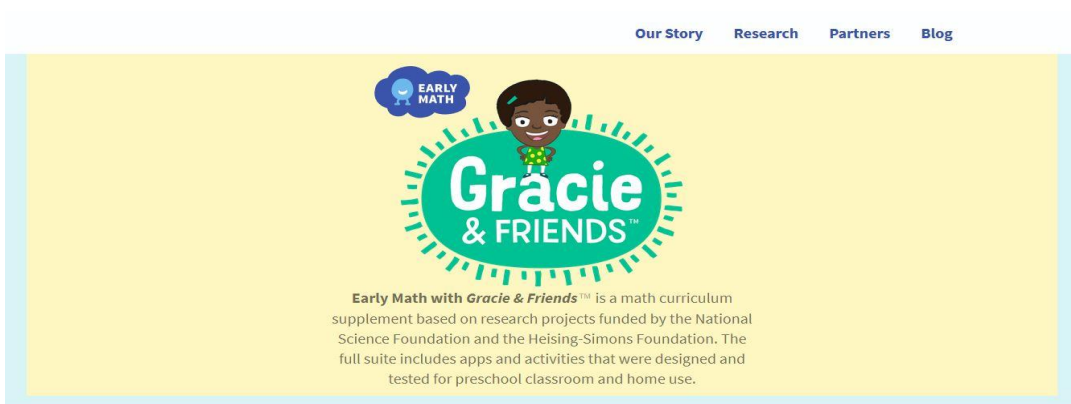 Our Story Research Partners Blog
EARLY
MATH
Gracie
& FRIENDS™
Early Math with Gracie & Friends™ is a math curriculum
supplement based on research projects funded by the National
Science Foundation and the Heising-Simons Foundation. The
full suite includes apps and activities that were designed and
tested for preschool classroom and home use.